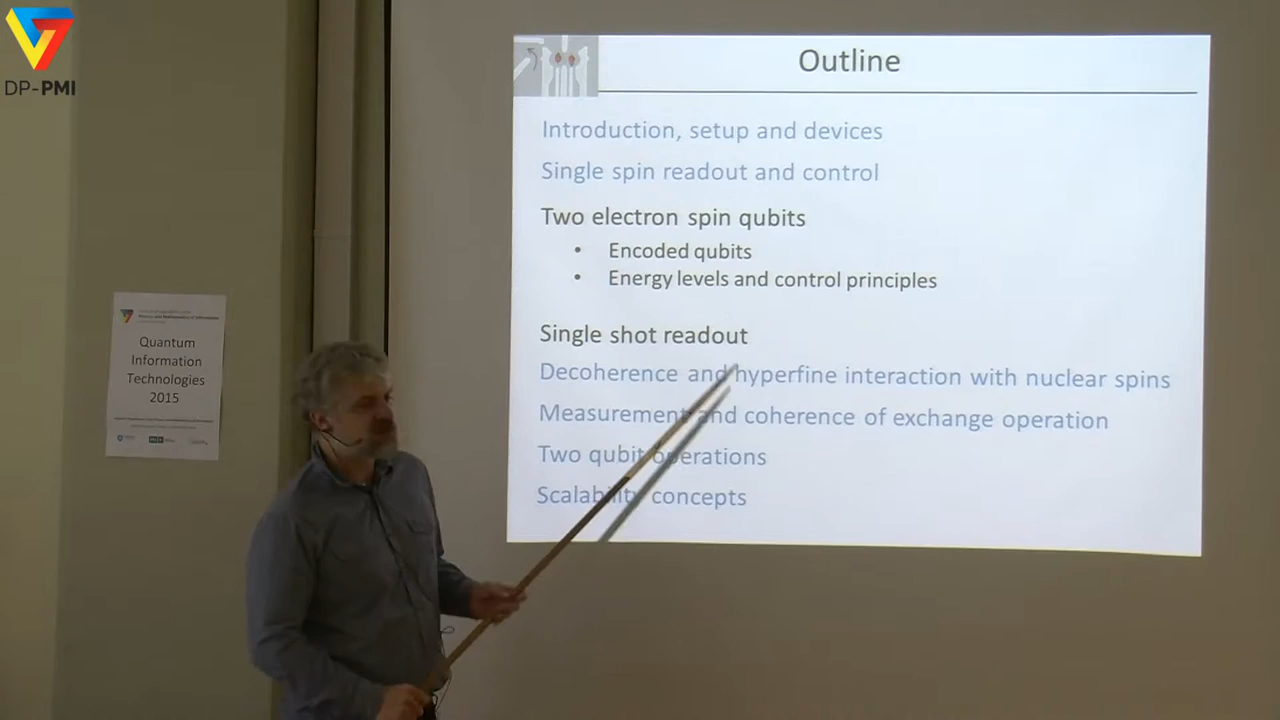 DP-PMI
Outline
Introduction, setup and devices
Single spin readout and control
Two electron spin qubits
• Encoded qubits
• Energy levels and control principles
Single shot readout
Decoherence and hyperfine interaction with nuclear spins
Measurement and coherence of exchange operation
Two qubit operations
Scalability concepts
Quantum
Information
Technologies
2015